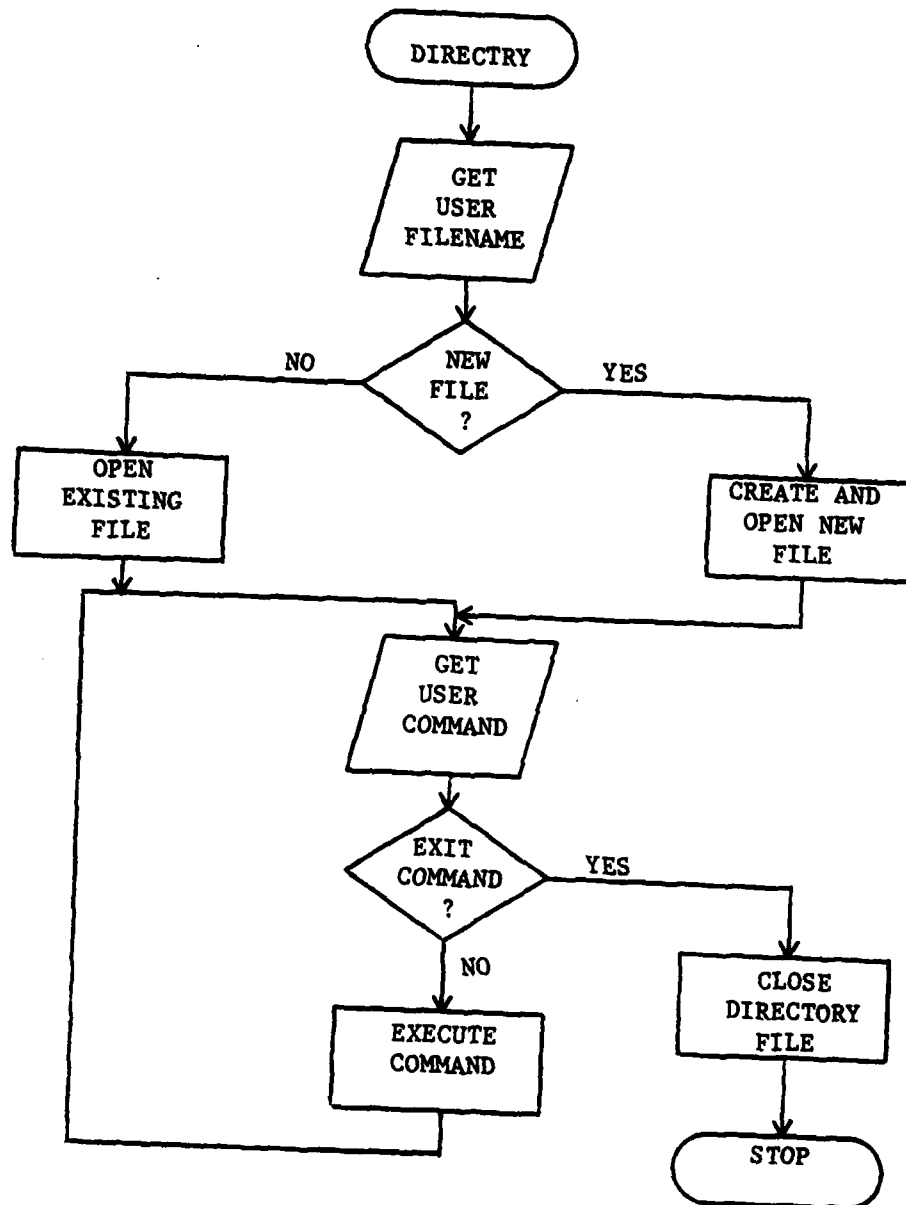 DIRECTRY
GET
USER
FILENAME
NEW
FILE
?
NO
YES
OPEN
EXISTING
FILE
CREATE AND
OPEN NEW
FILE
GET
USER
COMMAND
EXIT
COMMAND
?
YES
NO
EXECUTE
COMMAND
CLOSE
DIRECTORY
FILE
STOP